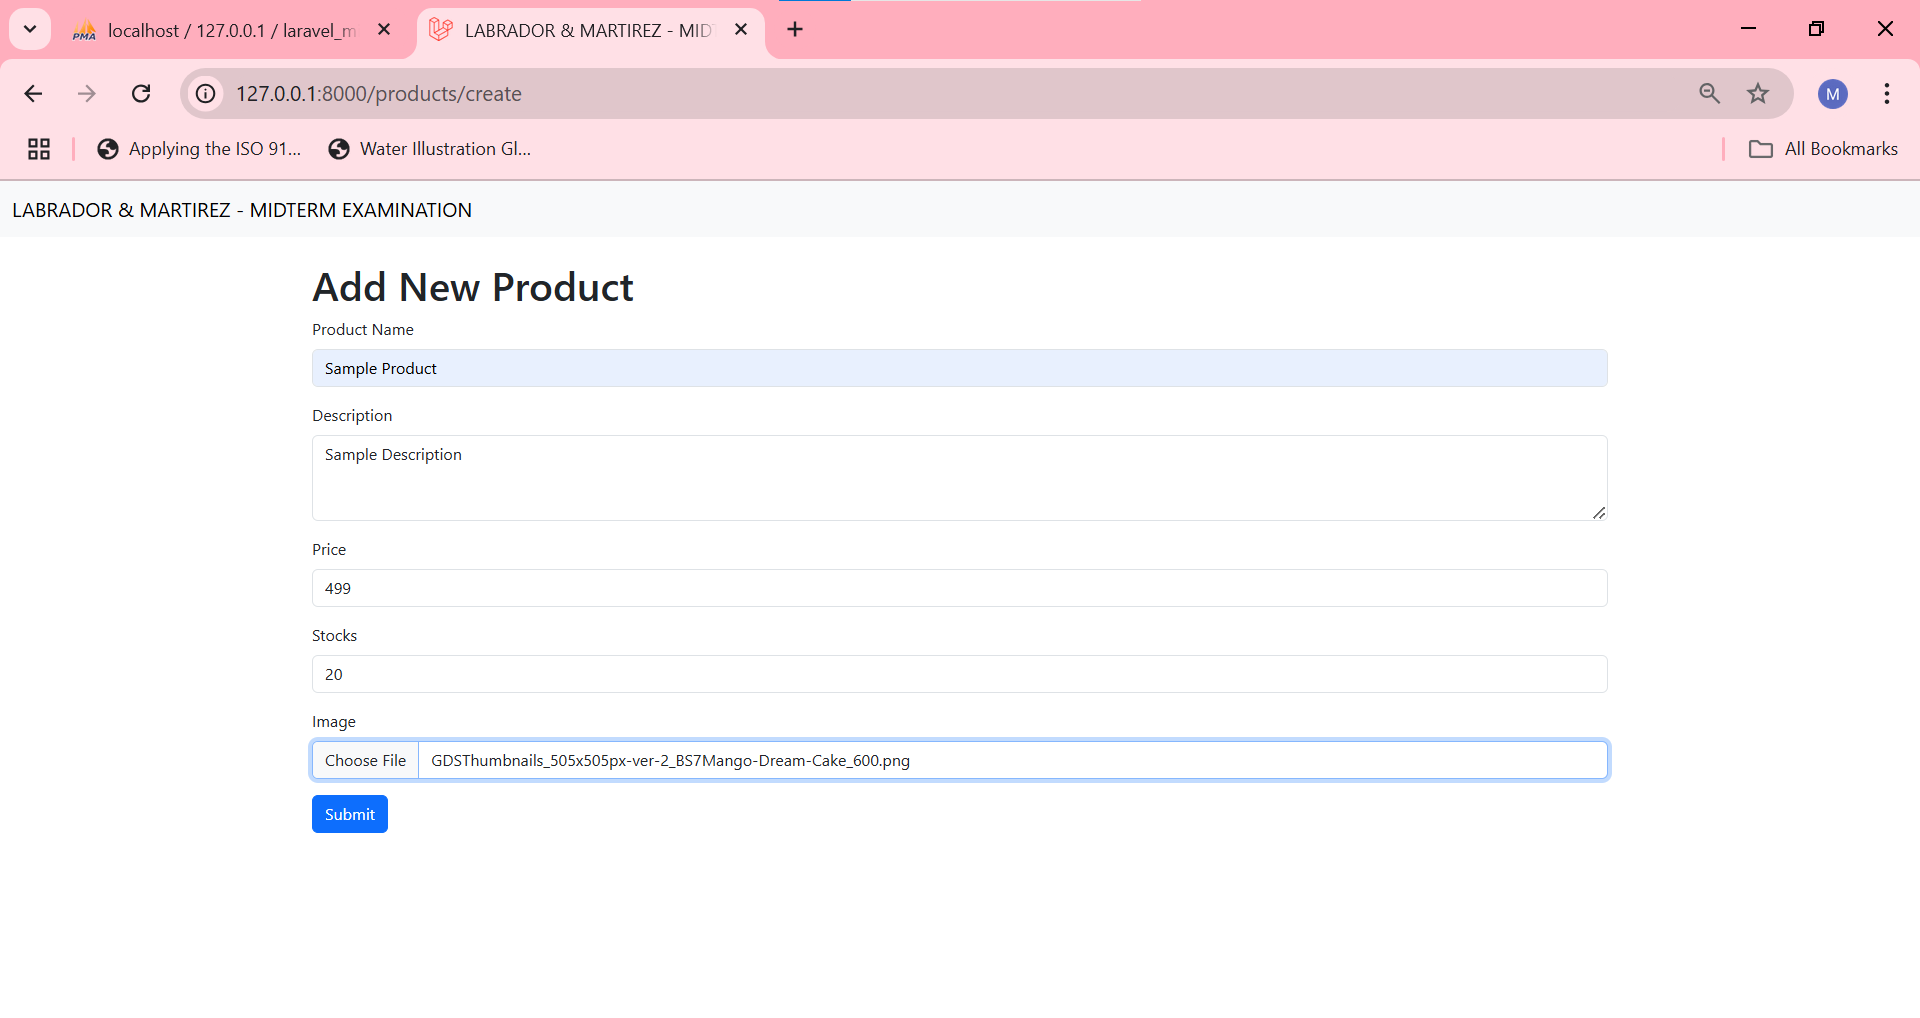 localhost / 127.0.0.1 / laravel_m
LABRADOR & MARTIREZ - MID
127.0.0.1:8000/products/create
M
Applying the ISO 91...
Water Illustration Gl...
All Bookmarks
LABRADOR & MARTIREZ - MIDTERM EXAMINATION
Add New Product
Product Name
Sample Product
Description
Sample Description
Price
499
Stocks
20
Image
Choose File GDSThumbnails_505x505px-ver-2_BS7Mango-Dream-Cake_600.png
Submit